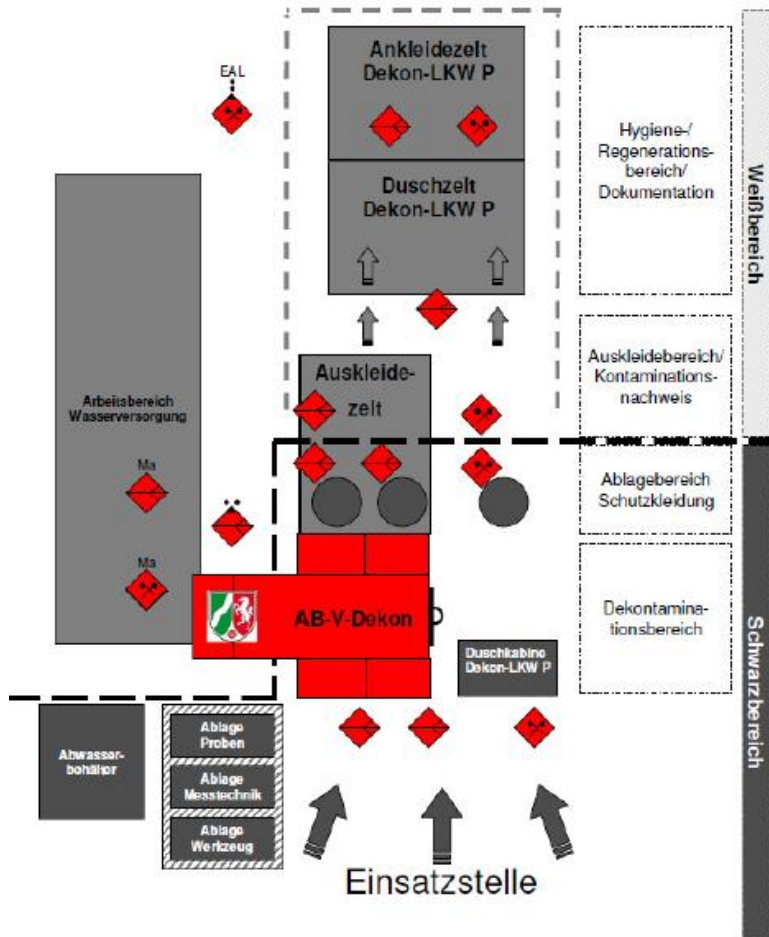 EAL
Ankleidezelt
Dekon-LKW P
Duschzelt
Dekon-LKW P
Hygiene-/
Regenerations-
bereich/
Dokumentation
Weißbereich
Arbeitsbereich
Wasserversorgung
Ma
Ma
Auskleide-
zelt
Auskleidebereich/
Kontaminations-
nachweis
Ablagebereich
Schutzkleidung
AB-V-Dekon
Duschkabine
Dekon-LKW P
Dekontamina-
tionsbereich
Schwarzbereich
Abwasser-
behälter
Ablage
Proben
Ablage
Messtechnik
Ablage
Werkzeug
Einsatzstelle